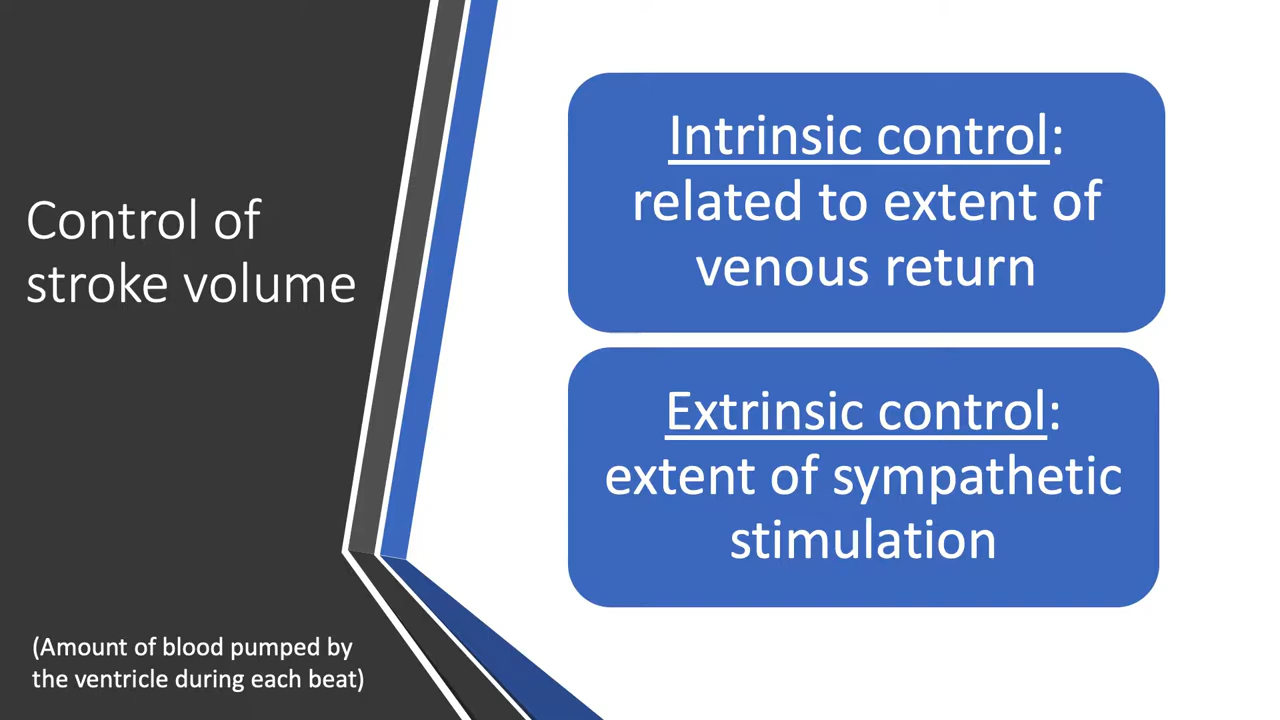 Control of
stroke volume
(Amount of blood pumped by
the ventricle during each beat)
Intrinsic control:
related to extent of
venous return
Extrinsic control:
extent of sympathetic
stimulation